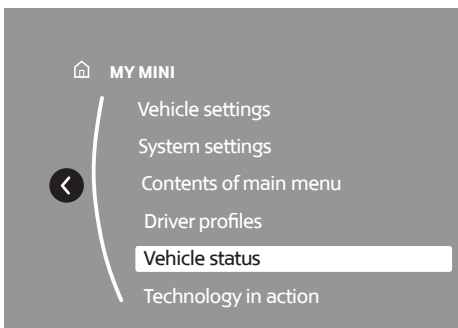 MY MINI
Vehicle settings
System settings
Contents of main menu
Driver profiles
Vehicle status
Technology in action